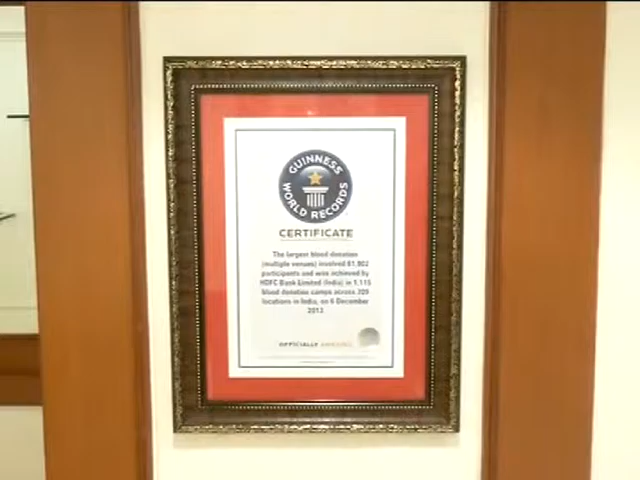 GUINNESS
WORLD RECORDS
CERTIFICATE
The largest blood donation
(multiple venues) involved 61,902
participants and was achieved by
HDFC Bank Limited (India) in 1,115
blood donation camps across 709
locations in India, on 6 December
2013
OFFICIALLY AMAZING